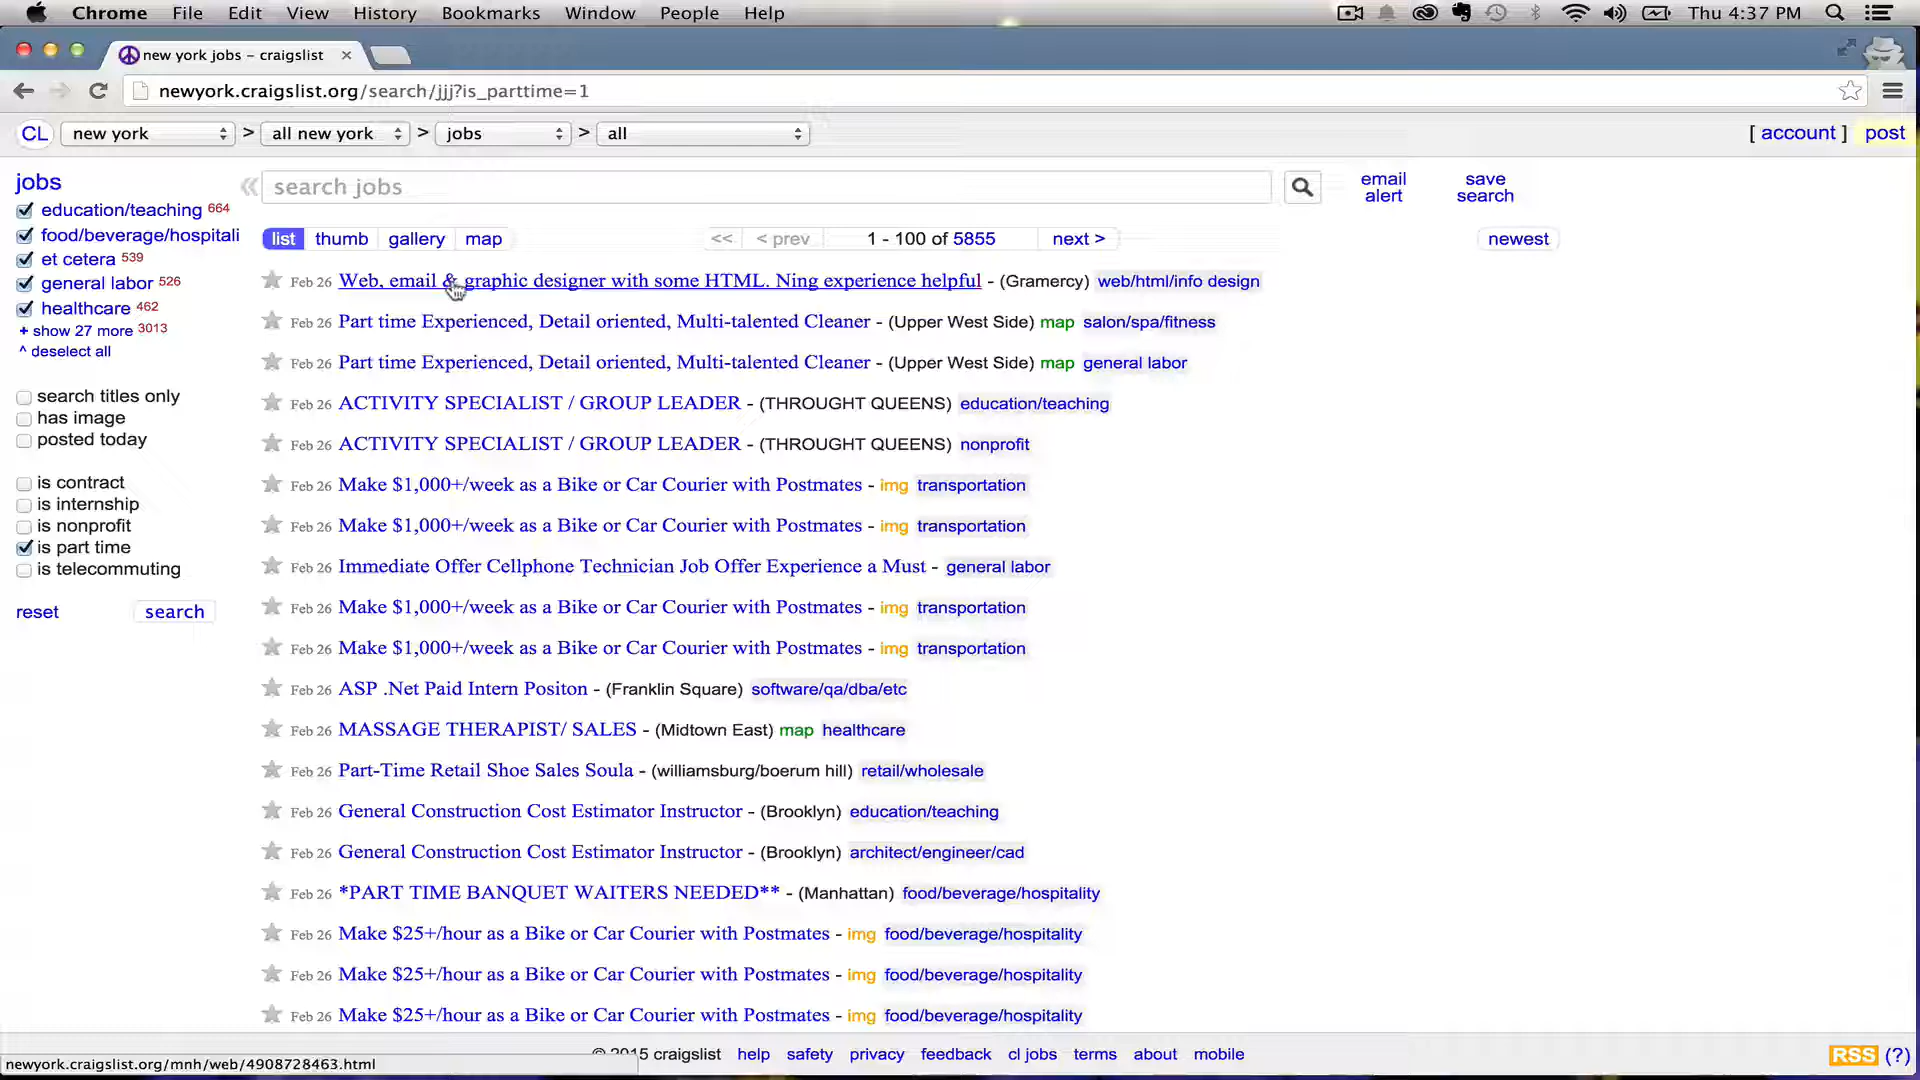 Chrome File Edit View History Bookmarks Window People Help Thu 4:37 PM
new york jobs – craigslist
newyork.craigslist.org/search/jjj?is_parttime=1
CL new york > all new york > jobs > all [ account ] post
jobs
education/teaching 664
food/beverage/hospitali
et cetera 539
general labor 526
healthcare 462
+ show 27 more 3013
^ deselect all
search titles only
has image
posted today
is contract
is internship
is nonprofit
is part time
is telecommuting
reset search
« search jobs
email alert
save search
list thumb gallery map << < prev 1 - 100 of 5855 next > newest
Feb 26 Web, email & graphic designer with some HTML. Ning experience helpful - (Gramercy) web/html/info design
Feb 26 Part time Experienced, Detail oriented, Multi-talented Cleaner - (Upper West Side) map salon/spa/fitness
Feb 26 Part time Experienced, Detail oriented, Multi-talented Cleaner - (Upper West Side) map general labor
Feb 26 ACTIVITY SPECIALIST / GROUP LEADER - (THROUGHT QUEENS) education/teaching
Feb 26 ACTIVITY SPECIALIST / GROUP LEADER - (THROUGHT QUEENS) nonprofit
Feb 26 Make $1,000+/week as a Bike or Car Courier with Postmates - img transportation
Feb 26 Make $1,000+/week as a Bike or Car Courier with Postmates - img transportation
Feb 26 Immediate Offer Cellphone Technician Job Offer Experience a Must - general labor
Feb 26 Make $1,000+/week as a Bike or Car Courier with Postmates - img transportation
Feb 26 Make $1,000+/week as a Bike or Car Courier with Postmates - img transportation
Feb 26 ASP .Net Paid Intern Positon - (Franklin Square) software/qa/dba/etc
Feb 26 MASSAGE THERAPIST/ SALES - (Midtown East) map healthcare
Feb 26 Part-Time Retail Shoe Sales Soula - (williamsburg/boerum hill) retail/wholesale
Feb 26 General Construction Cost Estimator Instructor - (Brooklyn) education/teaching
Feb 26 General Construction Cost Estimator Instructor - (Brooklyn) architect/engineer/cad
Feb 26 *PART TIME BANQUET WAITERS NEEDED** - (Manhattan) food/beverage/hospitality
Feb 26 Make $25+/hour as a Bike or Car Courier with Postmates - img food/beverage/hospitality
Feb 26 Make $25+/hour as a Bike or Car Courier with Postmates - img food/beverage/hospitality
Feb 26 Make $25+/hour as a Bike or Car Courier with Postmates - img food/beverage/hospitality
© 2015 craigslist help safety privacy feedback cl jobs terms about mobile RSS (?)
newyork.craigslist.org/mnh/web/4908728463.html